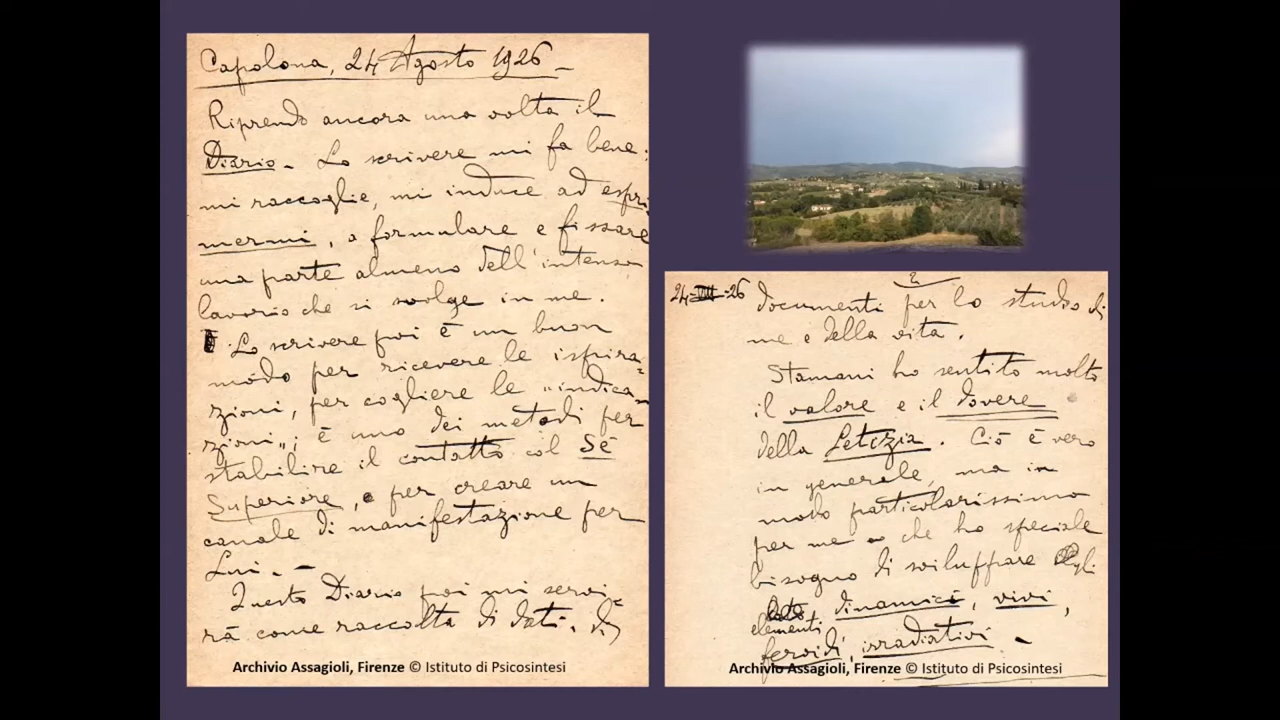 Capolona, 24 Agosto 1926 -
Riprendo ancora una volta il
Diario - Lo scrivere mi fa bene;
mi raccoglie, mi induce ad espri-
mermi, a formulare e fissare
una parte almeno dell'intenso
lavorio che si svolge in me.
Lo scrivere poi è un buon
modo per ricevere le ispira=
zioni, per cogliere le "indica=
zioni"; è uno dei metodi per
stabilire il contatto col Sé
Superiore, e per creare un
canale di manifestazione per
Lui. -
Questo Diario poi mi servi=
rà come raccolta di dati, di
Archivio Assagioli, Firenze © Istituto di Psicosintesi
2
24-VIII-26 documenti per lo studio di
me e della vita.
Stamani ho sentito molto
il valore e il dovere
della Letizia. Ciò è vero
in generale, ma in
modo particolarissimo
per me che ho speciale
bisogno di sviluppare gli
elementi dinamici, vivi,
irradiativi -
Archivio Assagioli, Firenze © Istituto di Psicosintesi